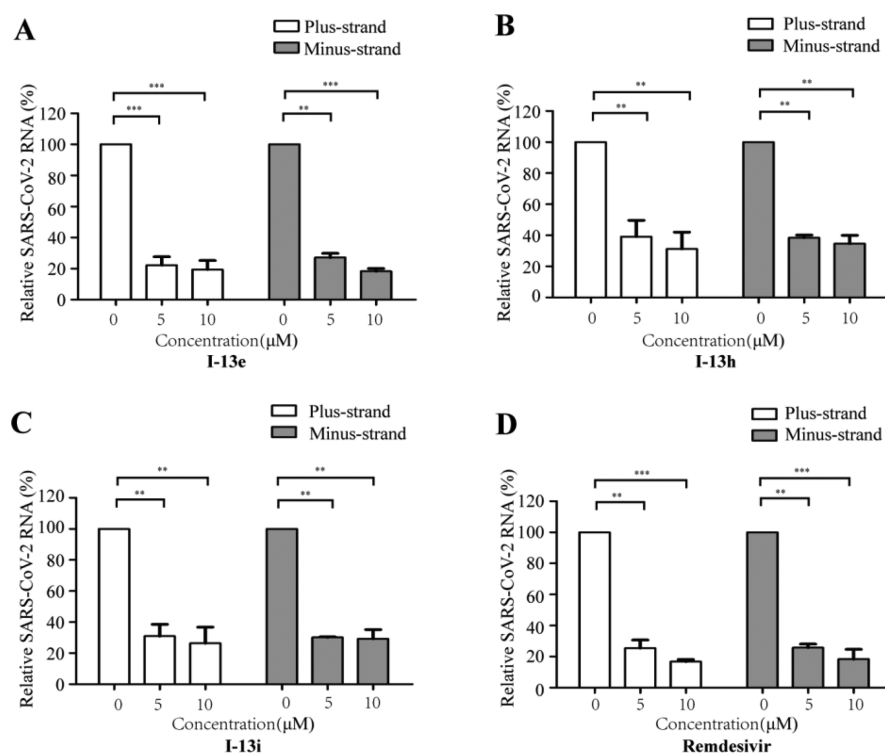 A
Plus-strand
Minus-strand
Relative SARS-CoV-2 RNA (%)
120
100
80
60
40
20
0
***
***
***
**
0 5 10 0 5 10
Concentration(μM)
I-13e
B
Plus-strand
Minus-strand
Relative SARS-CoV-2 RNA (%)
120
100
80
60
40
20
0
**
**
**
**
0 5 10 0 5 10
Concentration(μM)
I-13h
C
Plus-strand
Minus-strand
Relative SARS-CoV-2 RNA (%)
120
100
80
60
40
20
0
**
**
**
**
0 5 10 0 5 10
Concentration(μM)
I-13i
D
Plus-strand
Minus-strand
Relative SARS-CoV-2 RNA (%)
120
100
80
60
40
20
0
***
***
**
**
0 5 10 0 5 10
Concentration(μM)
Remdesivir